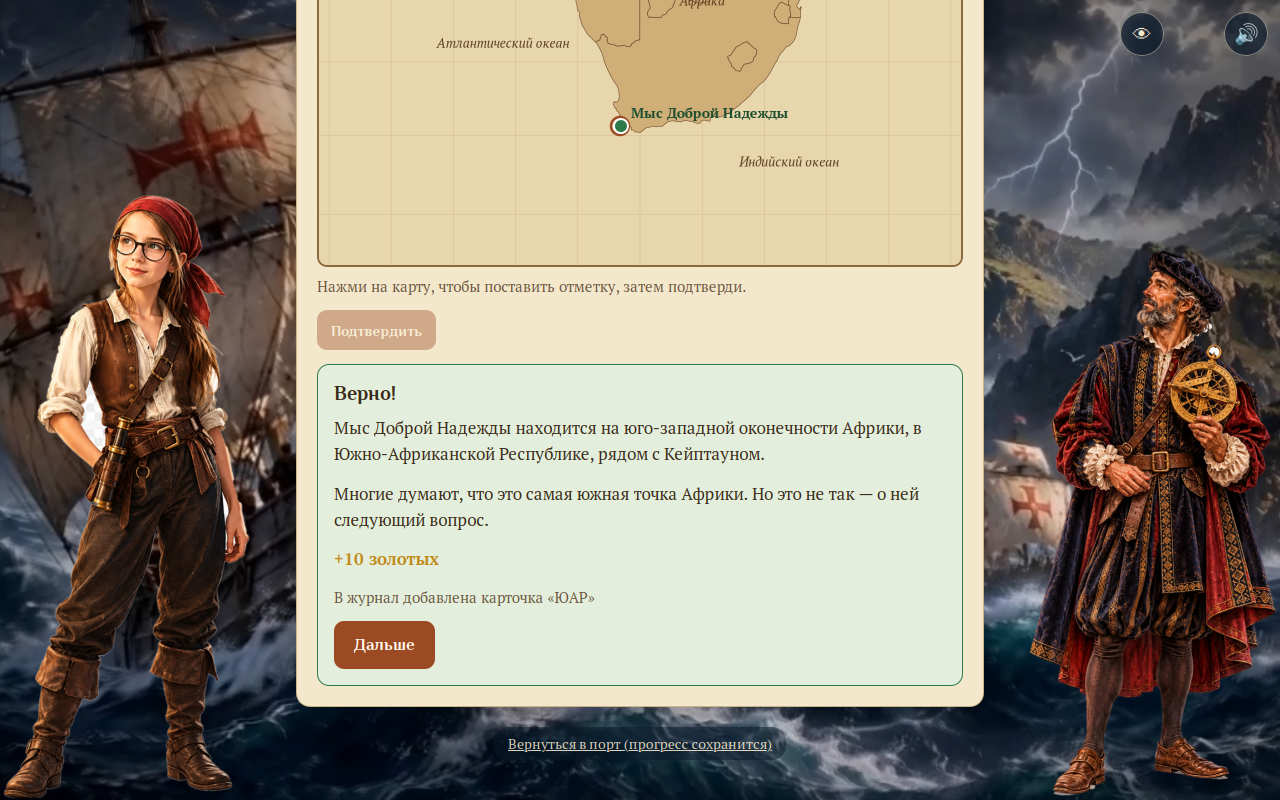 Африка
Атлантический океан
Мыс Доброй Надежды
Индийский океан
Нажми на карту, чтобы поставить отметку, затем подтверди.
Подтвердить
Верно!
Мыс Доброй Надежды находится на юго-западной оконечности Африки, в
Южно-Африканской Республике, рядом с Кейптауном.
Многие думают, что это самая южная точка Африки. Но это не так — о ней
следующий вопрос.
+10 золотых
В журнал добавлена карточка «ЮАР»
Дальше
Вернуться в порт (прогресс сохранится)